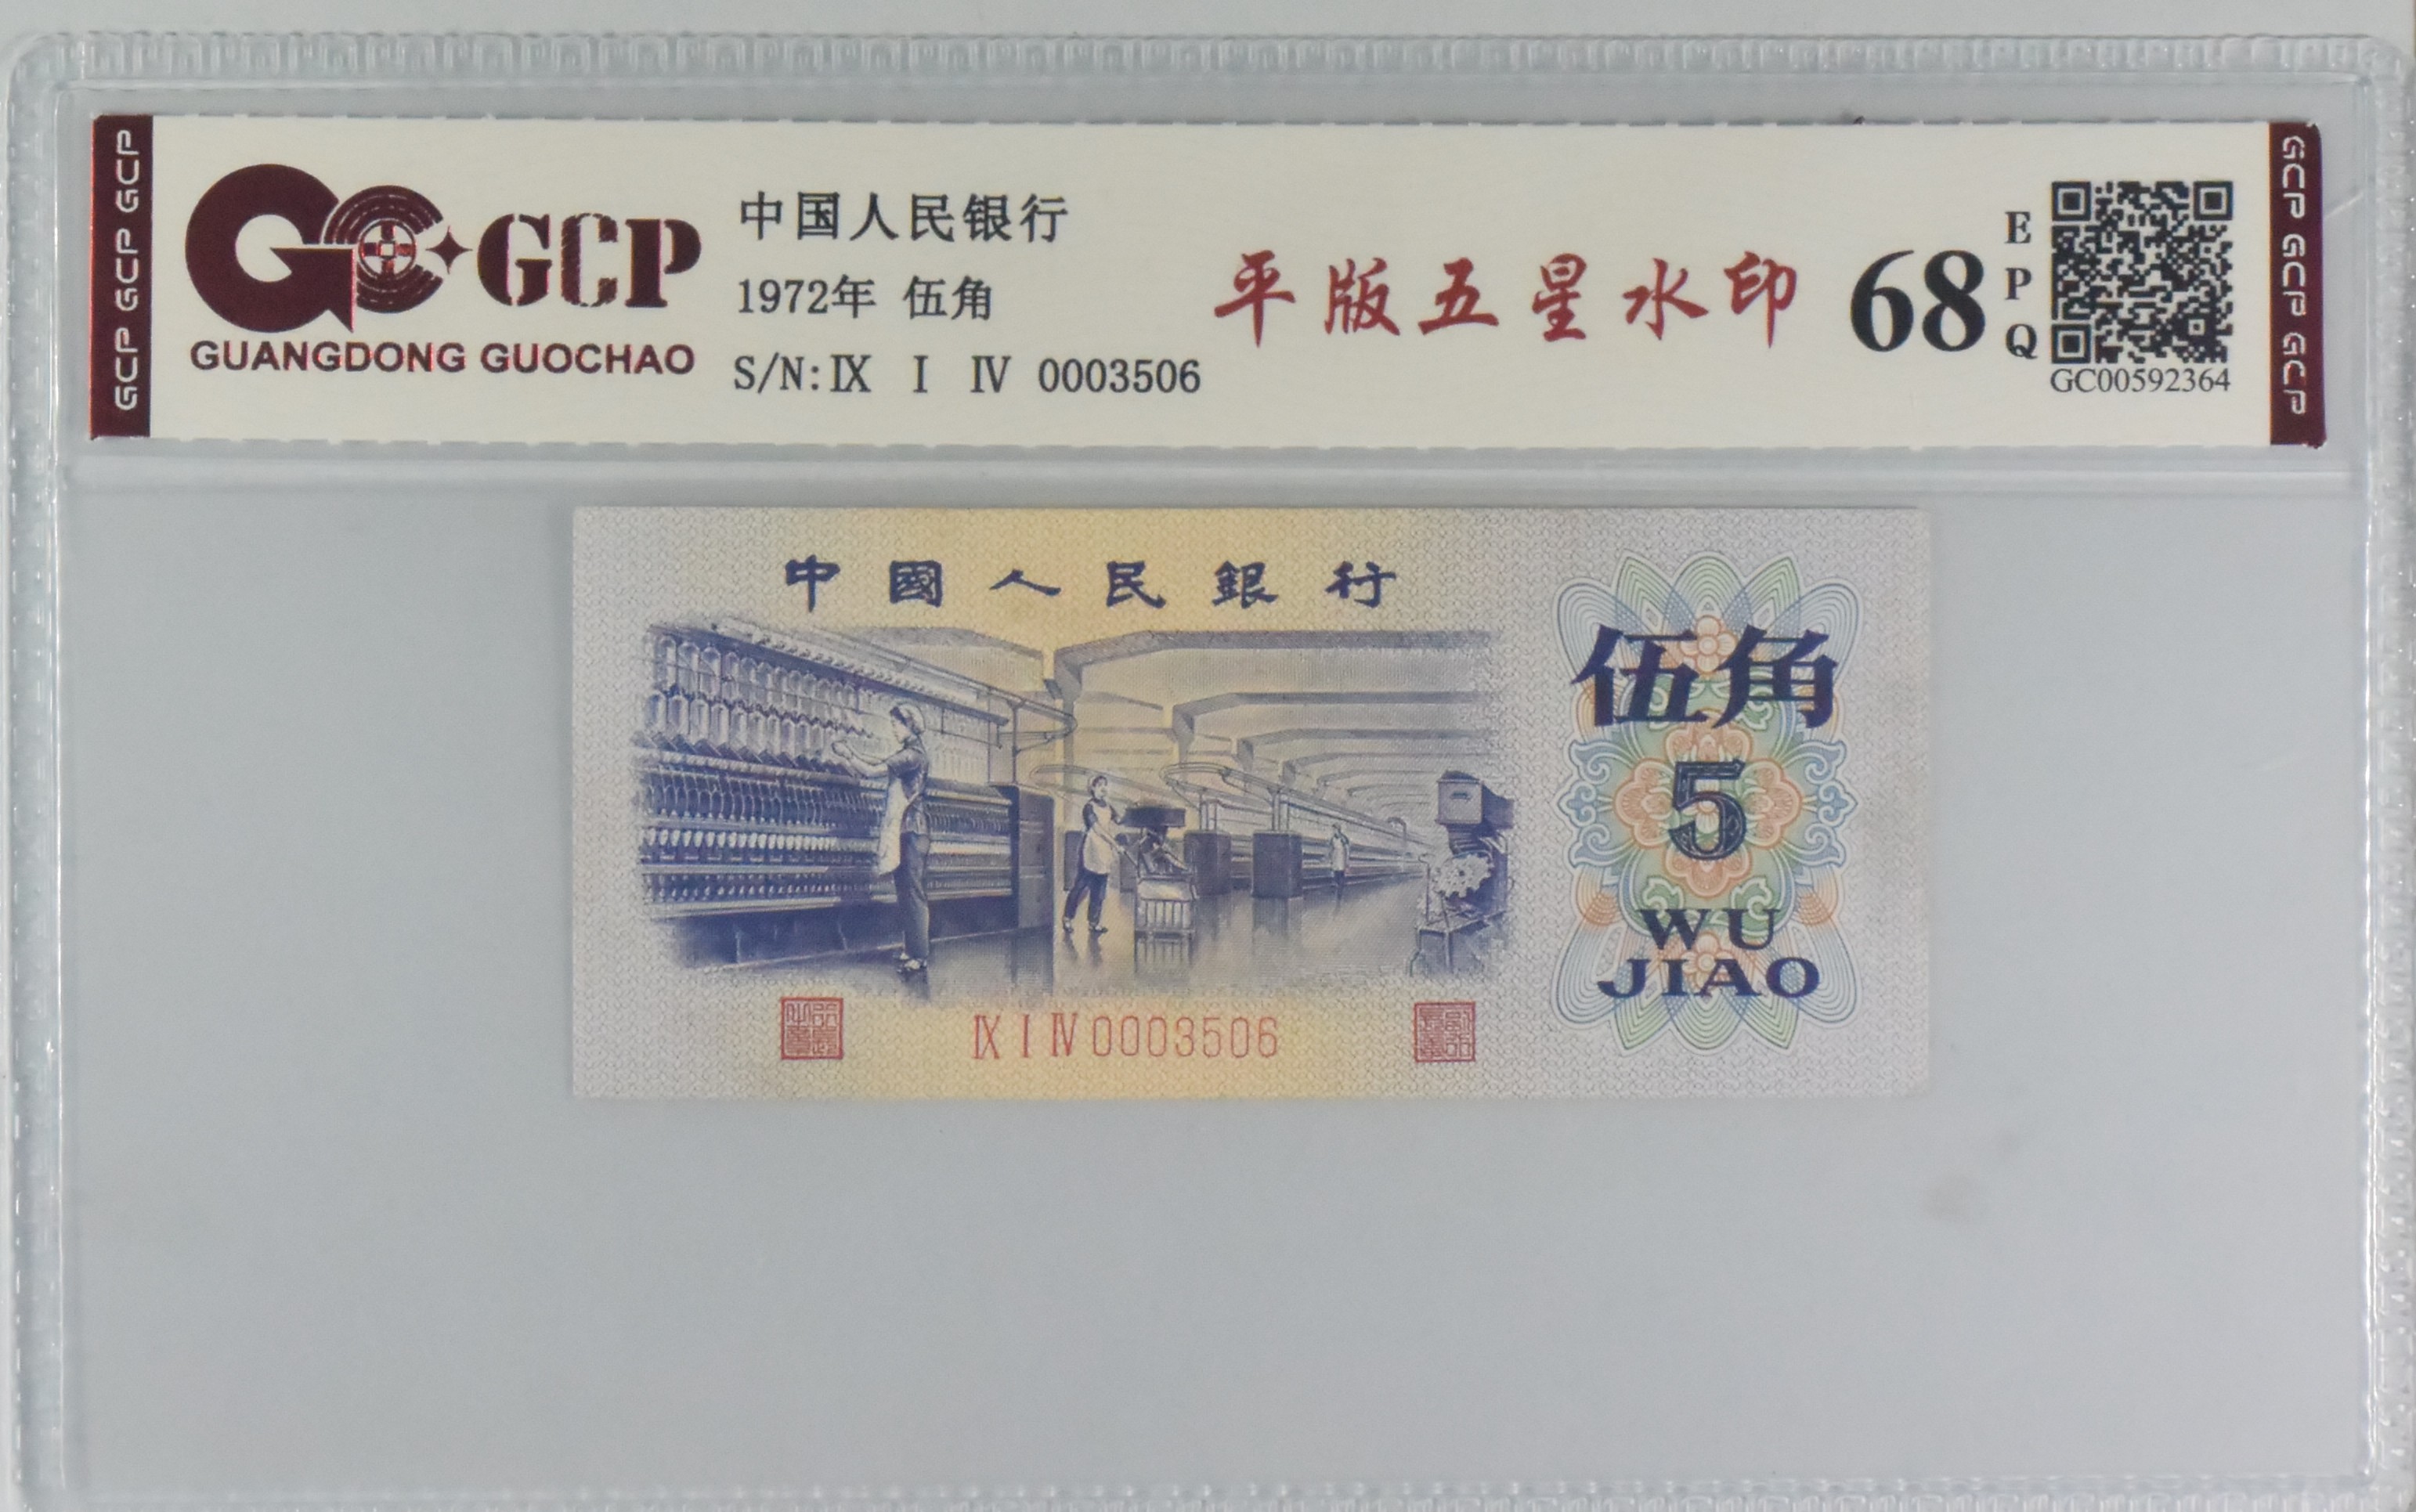 GCP GCP GCP
GCP
GUANGDONG GUOCHAO
中国人民银行
1972年 伍角
S/N:Ⅸ Ⅰ Ⅳ 0003506
平版五星水印
68
EPQ
GC00592364
GCP GCP GCP
中國人民銀行
伍角
5
WU
JIAO
Ⅸ Ⅰ Ⅳ 0003506